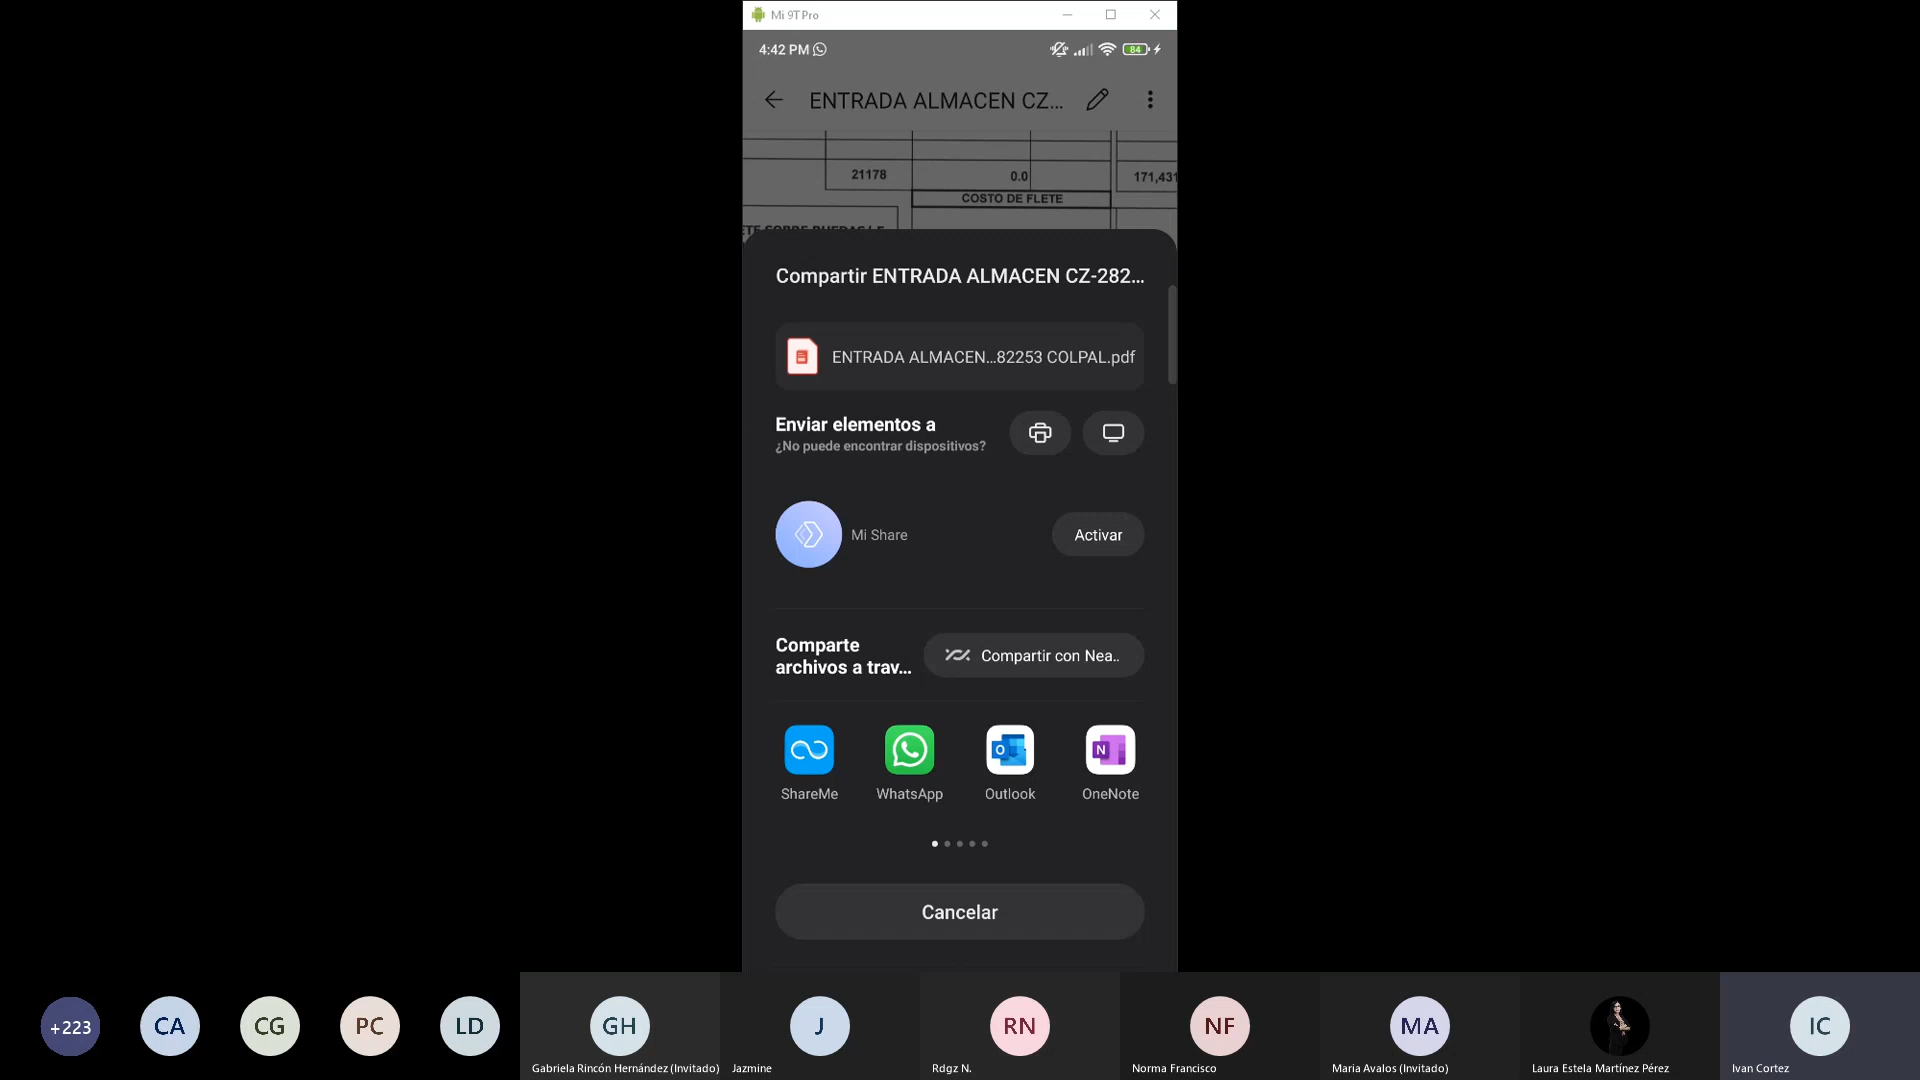 Mi 9T Pro
4:42 PM
84
ENTRADA ALMACEN CZ...
21178
0.0
171,431
COSTO DE FLETE
Compartir ENTRADA ALMACEN CZ-282...
ENTRADA ALMACEN...82253 COLPAL.pdf
Enviar elementos a
¿No puede encontrar dispositivos?
Mi Share
Activar
Comparte
archivos a trav...
Compartir con Nea..
ShareMe
WhatsApp
Outlook
OneNote
Cancelar
+223
CA
CG
PC
LD
GH
J
RN
NF
MA
IC
Gabriela Rincón Hernández (Invitado)
Jazmine
Rdgz N.
Norma Francisco
Maria Avalos (Invitado)
Laura Estela Martínez Pérez
Ivan Cortez